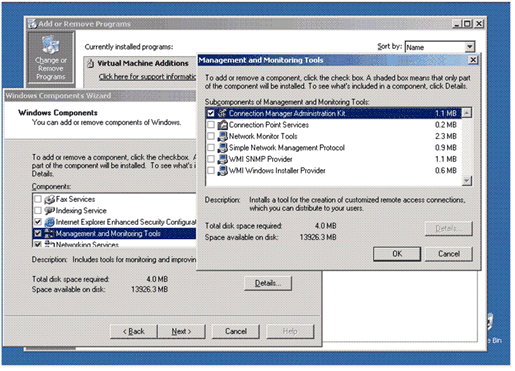 Add or Remove Programs
Change or
Remove
Programs
Currently installed programs:
Sort by: Name
Virtual Machine Additions
Click here for support informatio
Windows Components Wizard
Windows Components
You can add or remove components of Windows.
To add or remove a component, click the checkbox. A
part of the component will be installed. To see what's i
Details.
Components:
Fax Services
Indexing Service
Internet Explorer Enhanced Security Configurat
Management and Monitoring Tools
Networking Services
Description: Includes tools for monitoring and improvin
Total disk space required: 4.0 MB
Space available on disk: 13926.3 MB
Details...
< Back
Next >
Cancel
Help
Management and Monitoring Tools
To add or remove a component, click the check box. A shaded box means that only part
of the component will be installed. To see what's included in a component, click Details.
Subcomponents of Management and Monitoring Tools:
Connection Manager Administration Kit 1.1 MB
Connection Point Services 0.2 MB
Network Monitor Tools 2.3 MB
Simple Network Management Protocol 0.9 MB
WMI SNMP Provider 1.1 MB
WMI Windows Installer Provider 0.6 MB
Description: Installs a tool for the creation of customized remote access connections,
which you can distribute to your users.
Total disk space required: 4.0 MB
Space available on disk: 13926.3 MB
Details...
OK
Cancel
e Bin